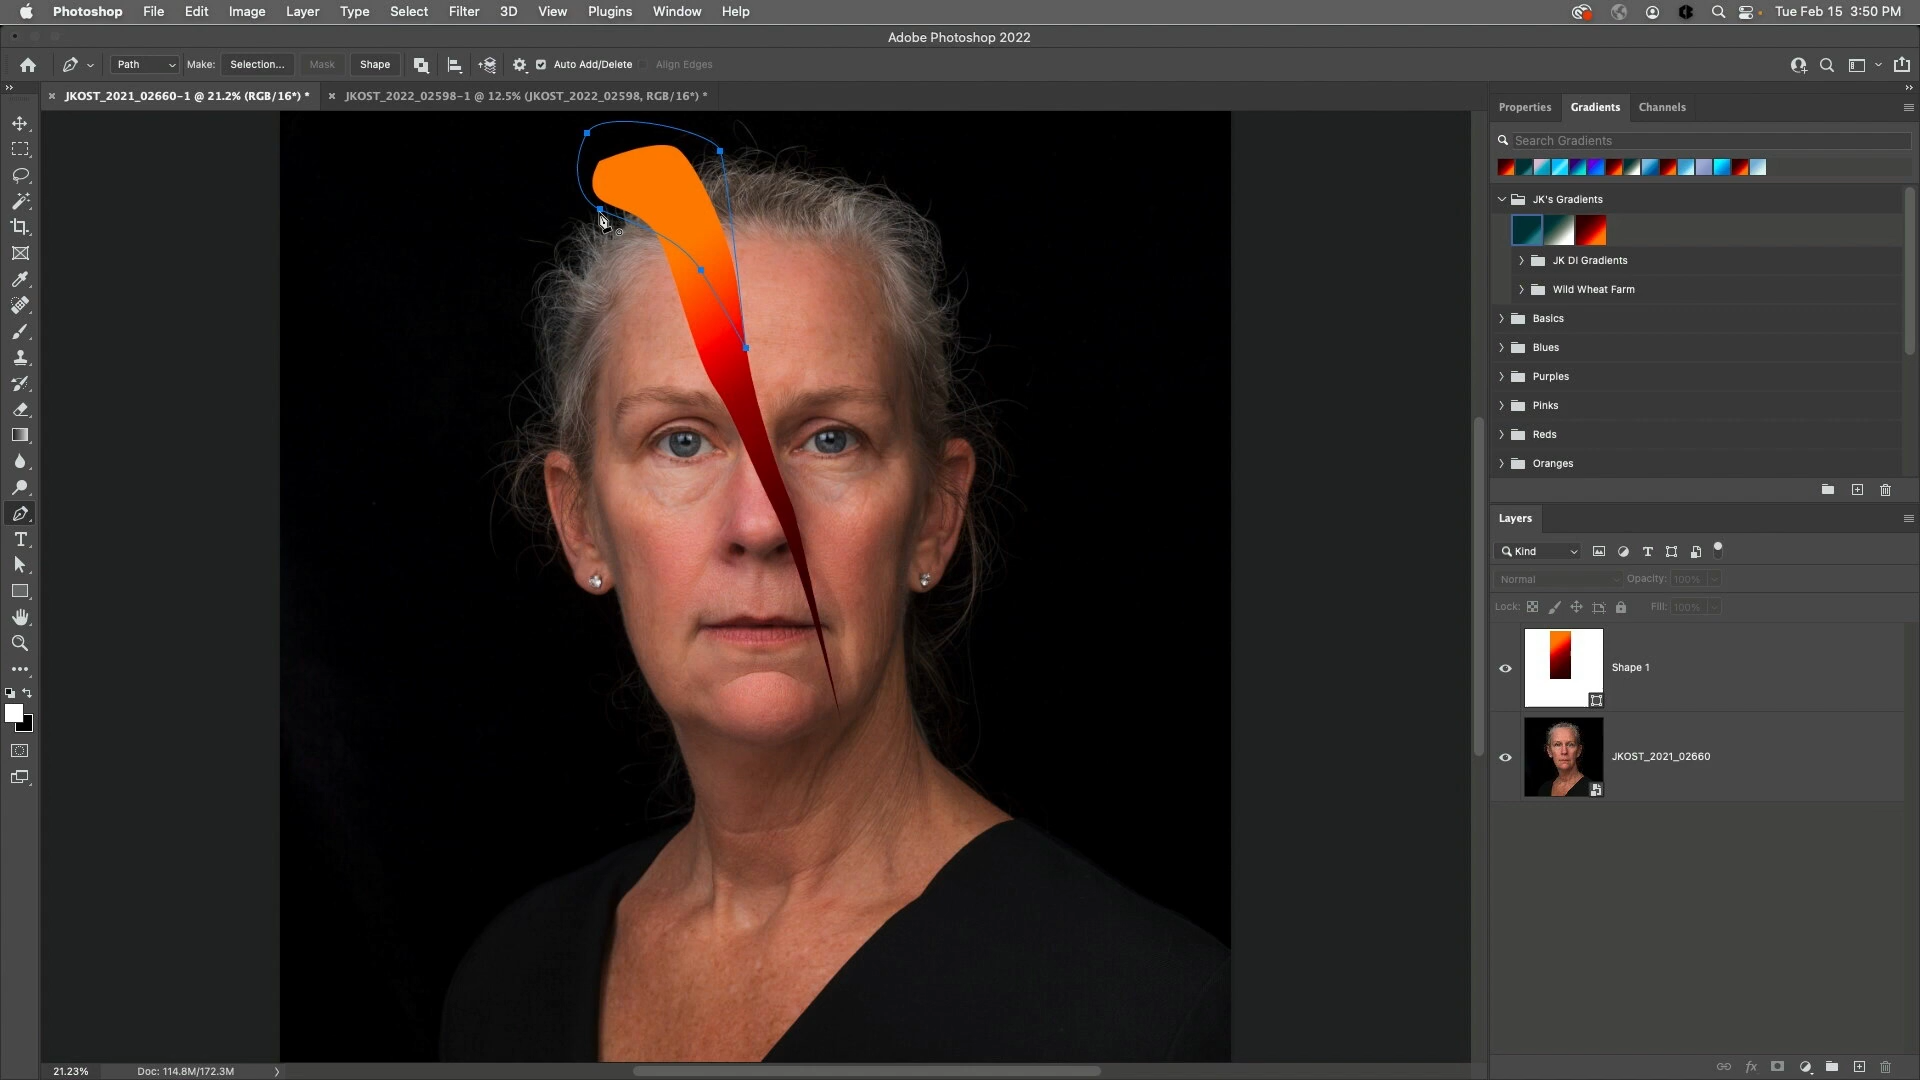 Photoshop File Edit Image Layer Type Select Filter 3D View Plugins Window Help Tue Feb 15 3:50 PM
Adobe Photoshop 2022
Path Make: Selection... Mask Shape Auto Add/Delete Align Edges
JKOST_2021_02660-1 @ 21.2% (RGB/16*) * JKOST_2022_02598-1 @ 12.5% (JKOST_2022_02598, RGB/16*) *
Properties Gradients Channels
Search Gradients
JK's Gradients
JK DI Gradients
Wild Wheat Farm
Basics
Blues
Purples
Pinks
Reds
Oranges
Layers
Kind
Normal Opacity: 100%
Lock: Fill: 100%
Shape 1
JKOST_2021_02660
21.23% Doc: 114.8M/172.3M